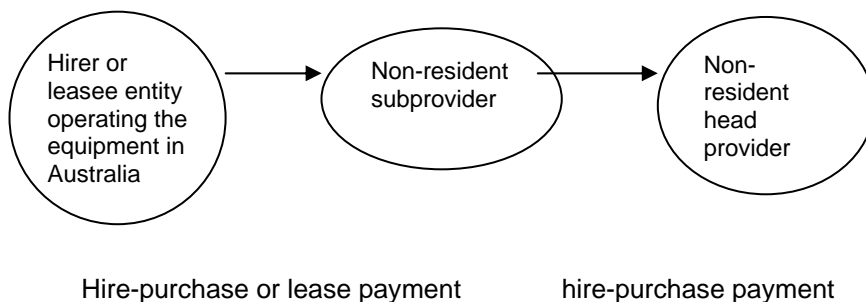 Hirer or
leasee entity
operating the
equipment in
Australia
Non-resident
subprovider
Non-
resident
head
provider
Hire-purchase or lease payment
hire-purchase payment